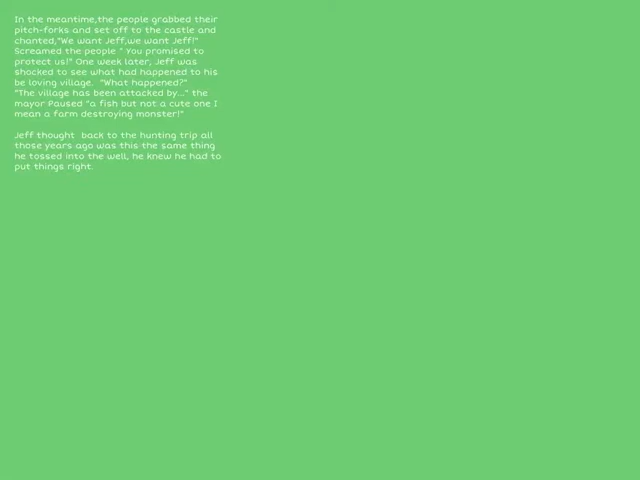 In the meantime,the people grabbed their
pitch-forks and set off to the castle and
chanted,"We want Jeff,we want Jeff!"
Screamed the people " You promised to
protect us!" One week later, Jeff was
shocked to see what had happened to his
be loving village.  "What happened?"
"The village has been attacked by..." the
mayor Paused "a fish but not a cute one I
mean a farm destroying monster!"
Jeff thought  back to the hunting trip all
those years ago was this the same thing
he tossed into the well, he knew he had to
put things right.